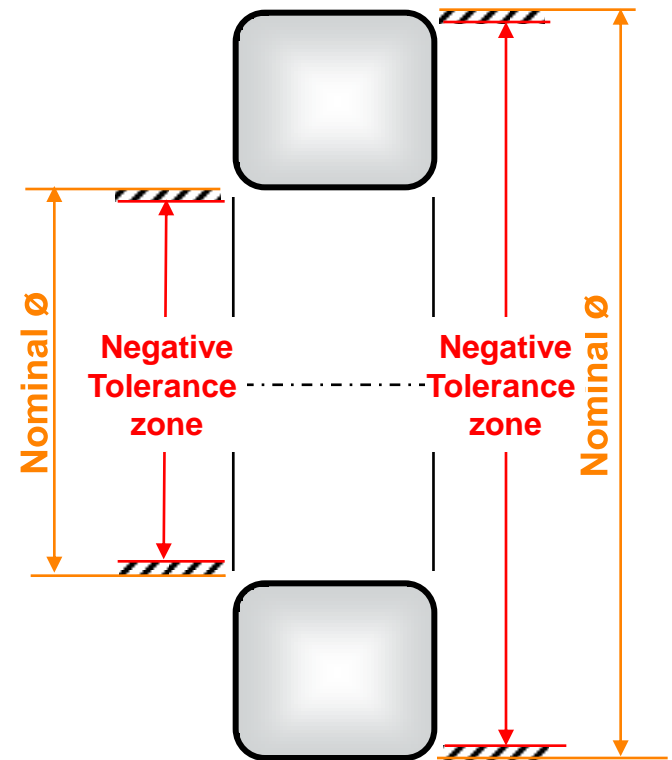 Nominal Ø
Negative
Tolerance
zone
Negative
Tolerance
zone
Nominal Ø